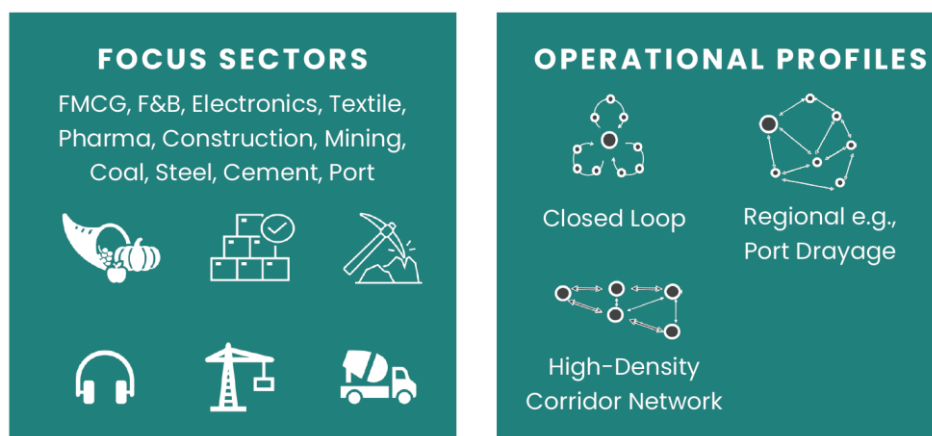 FOCUS SECTORS
FMCG, F&B, Electronics, Textile,
Pharma, Construction, Mining,
Coal, Steel, Cement, Port
OPERATIONAL PROFILES
Closed Loop
Regional e.g.,
Port Drayage
High-Density
Corridor Network